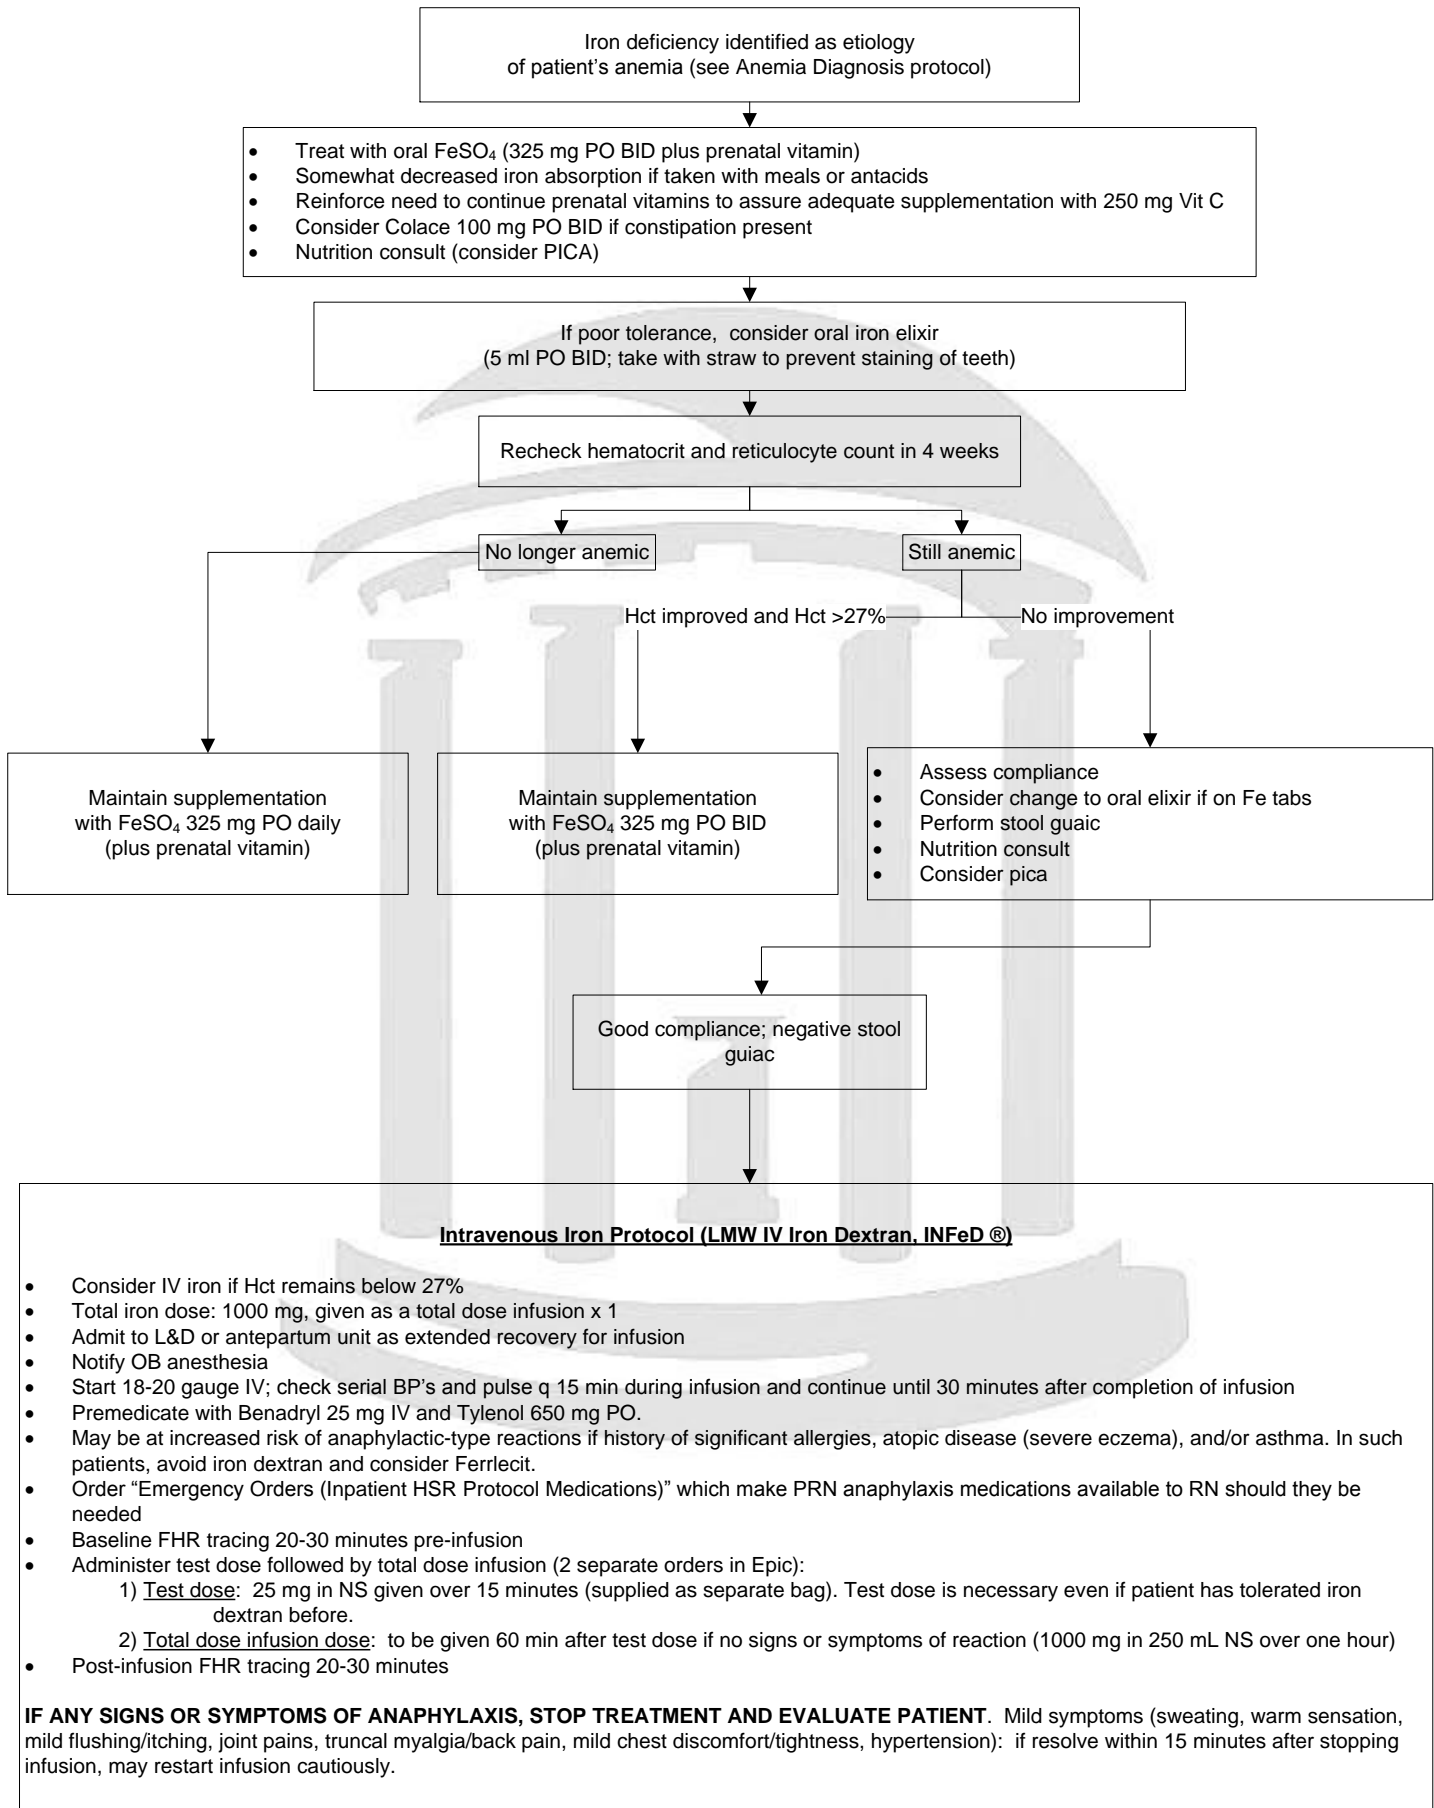 Iron deficiency identified as etiology
of patient's anemia (see Anemia Diagnosis protocol)
• Treat with oral FeSO₄ (325 mg PO BID plus prenatal vitamin)
• Somewhat decreased iron absorption if taken with meals or antacids
• Reinforce need to continue prenatal vitamins to assure adequate supplementation with 250 mg Vit C
• Consider Colace 100 mg PO BID if constipation present
• Nutrition consult (consider PICA)
If poor tolerance, consider oral iron elixir
(5 ml PO BID; take with straw to prevent staining of teeth)
Recheck hematocrit and reticulocyte count in 4 weeks
No longer anemic
Still anemic
Hct improved and Hct >27%
No improvement
Maintain supplementation
with FeSO₄ 325 mg PO daily
(plus prenatal vitamin)
Maintain supplementation
with FeSO₄ 325 mg PO BID
(plus prenatal vitamin)
• Assess compliance
• Consider change to oral elixir if on Fe tabs
• Perform stool guaic
• Nutrition consult
• Consider pica
Good compliance; negative stool
guiac
Intravenous Iron Protocol (LMW IV Iron Dextran, INFeD ®)
• Consider IV iron if Hct remains below 27%
• Total iron dose: 1000 mg, given as a total dose infusion x 1
• Admit to L&D or antepartum unit as extended recovery for infusion
• Notify OB anesthesia
• Start 18-20 gauge IV; check serial BP's and pulse q 15 min during infusion and continue until 30 minutes after completion of infusion
• Premedicate with Benadryl 25 mg IV and Tylenol 650 mg PO.
• May be at increased risk of anaphylactic-type reactions if history of significant allergies, atopic disease (severe eczema), and/or asthma. In such
patients, avoid iron dextran and consider Ferrlecit.
• Order "Emergency Orders (Inpatient HSR Protocol Medications)" which make PRN anaphylaxis medications available to RN should they be
needed
• Baseline FHR tracing 20-30 minutes pre-infusion
• Administer test dose followed by total dose infusion (2 separate orders in Epic):
1) Test dose: 25 mg in NS given over 15 minutes (supplied as separate bag). Test dose is necessary even if patient has tolerated iron
dextran before.
2) Total dose infusion dose: to be given 60 min after test dose if no signs or symptoms of reaction (1000 mg in 250 mL NS over one hour)
• Post-infusion FHR tracing 20-30 minutes
IF ANY SIGNS OR SYMPTOMS OF ANAPHYLAXIS, STOP TREATMENT AND EVALUATE PATIENT. Mild symptoms (sweating, warm sensation,
mild flushing/itching, joint pains, truncal myalgia/back pain, mild chest discomfort/tightness, hypertension): if resolve within 15 minutes after stopping
infusion, may restart infusion cautiously.